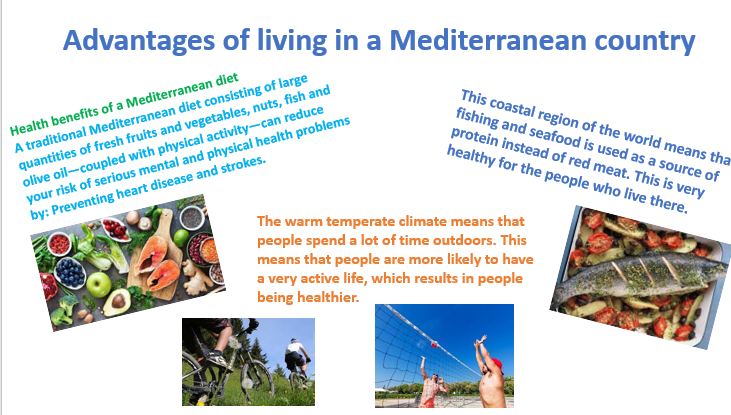 Advantages of living in a Mediterranean country
Health benefits of a Mediterranean diet
A traditional Mediterranean diet consisting of large
quantities of fresh fruits and vegetables, nuts, fish and
olive oil—coupled with physical activity—can reduce
your risk of serious mental and physical health problems
by: Preventing heart disease and strokes.
This coastal region of the world means tha
fishing and seafood is used as a source of
protein instead of red meat. This is very
healthy for the people who live there.
The warm temperate climate means that
people spend a lot of time outdoors. This
means that people are more likely to have
a very active life, which results in people
being healthier.